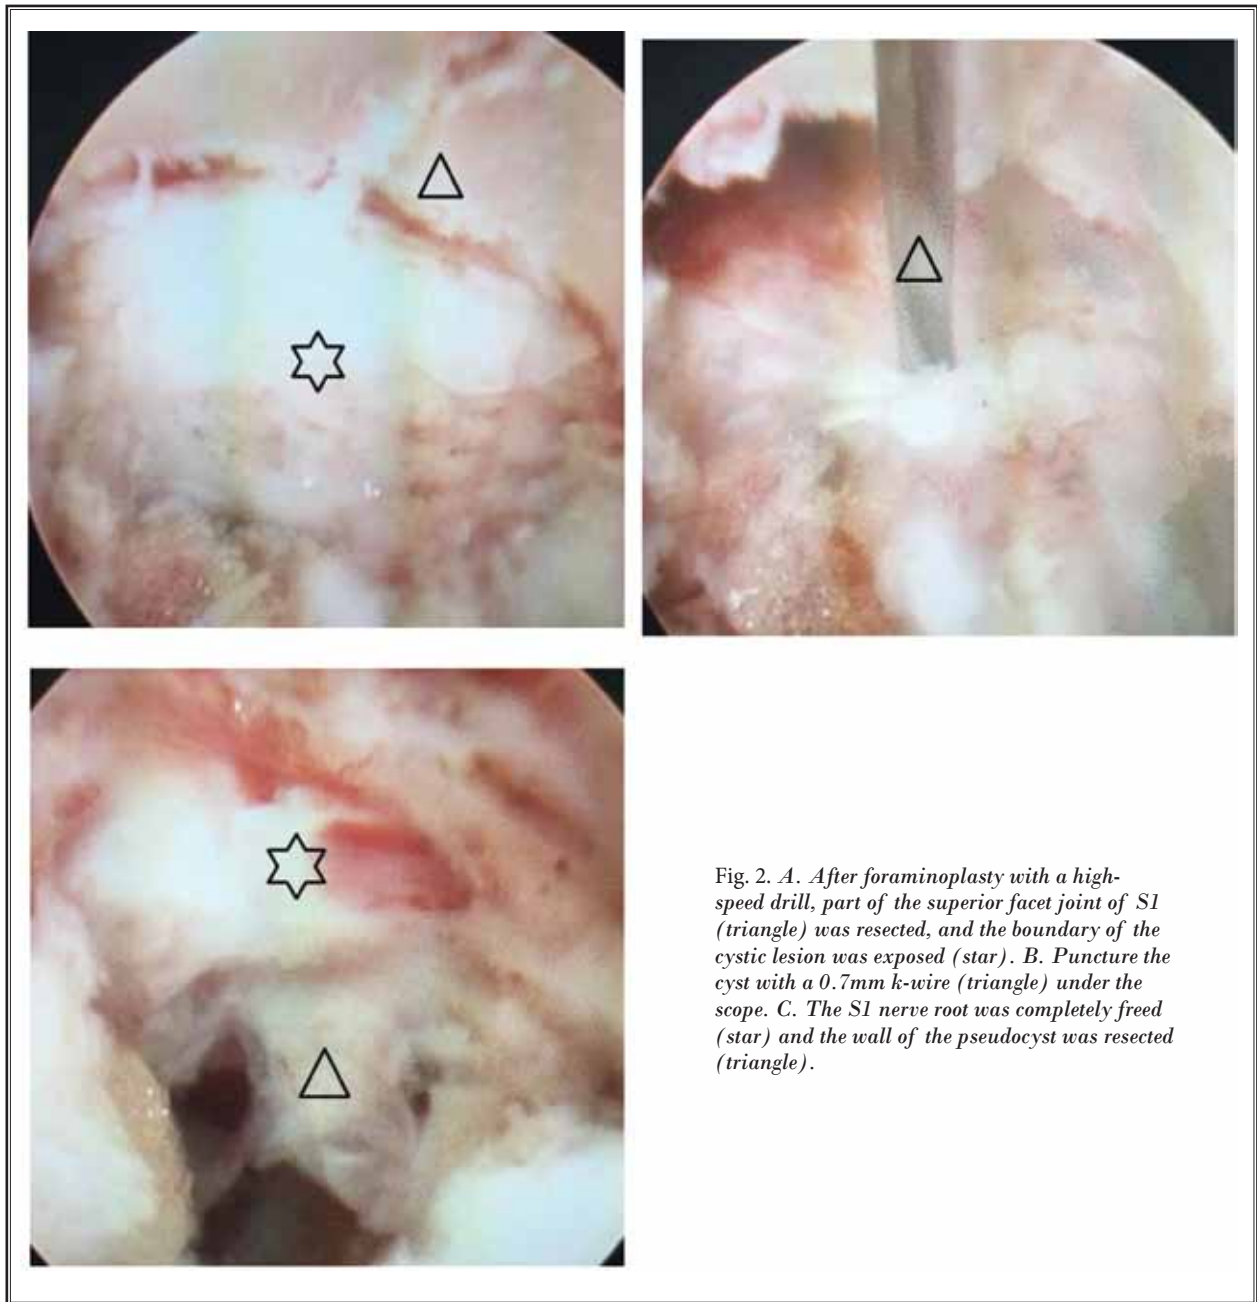 Fig. 2. A. After foraminoplasty with a high-
speed drill, part of the superior facet joint of S1
(triangle) was resected, and the boundary of the
cystic lesion was exposed (star). B. Puncture the
cyst with a 0.7mm k-wire (triangle) under the
scope. C. The S1 nerve root was completely freed
(star) and the wall of the pseudocyst was resected
(triangle).